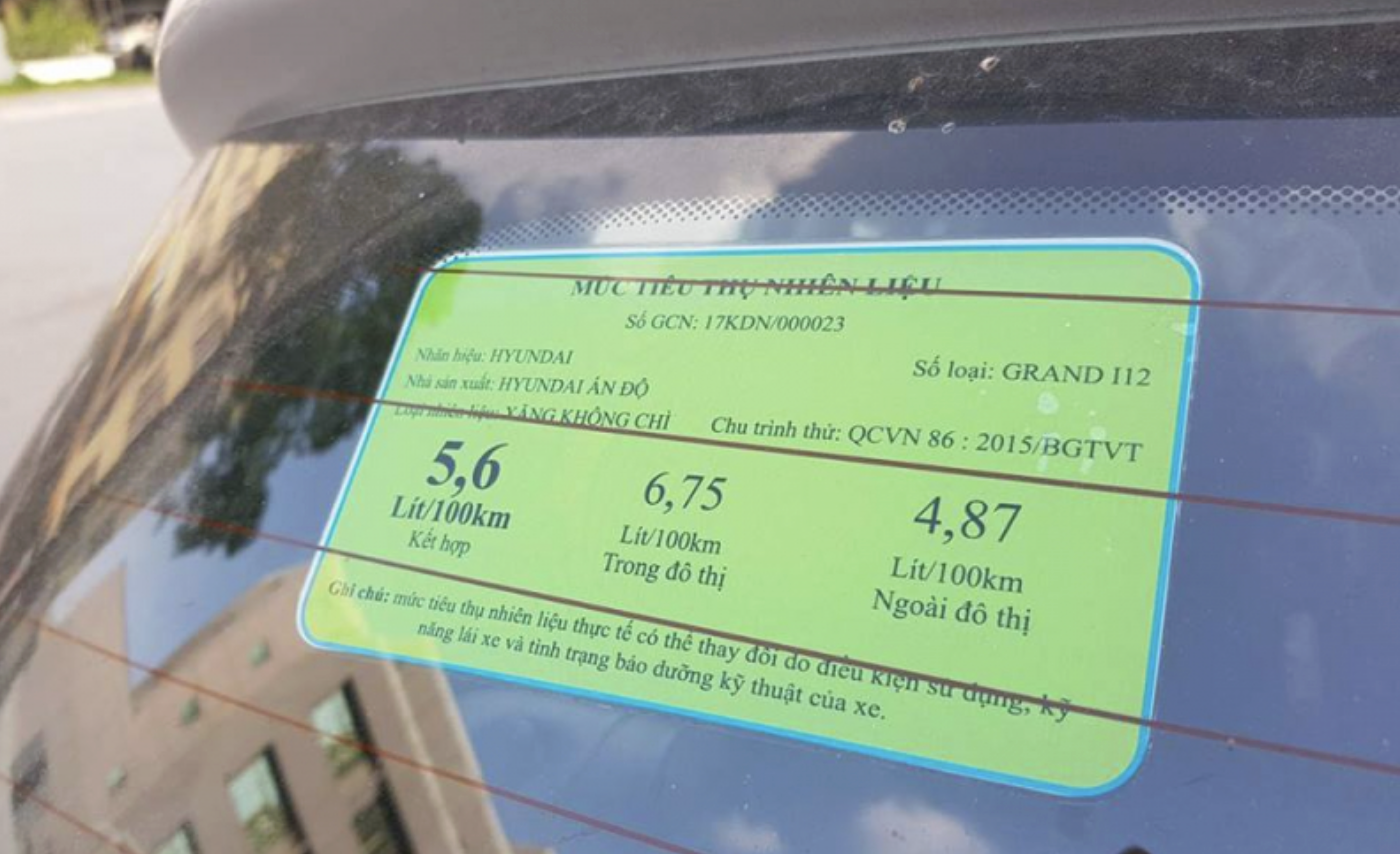 MỨC TIÊU THỤ NHIÊN LIỆU
Số GCN: 17KDN/000023
Nhãn hiệu: HYUNDAI
Số loại: GRAND I12
Nhà sản xuất: HYUNDAI ẤN ĐỘ
Loại nhiên liệu: XĂNG KHÔNG CHÌ
Chu trình thử: QCVN 86 : 2015/BGTVT
5,6
Lít/100km
Kết hợp
6,75
Lít/100km
Trong đô thị
4,87
Lít/100km
Ngoài đô thị
Ghi chú: mức tiêu thụ nhiên liệu thực tế có thể thay đổi do điều kiện sử dụng, kỹ
năng lái xe và tình trạng bảo dưỡng kỹ thuật của xe.